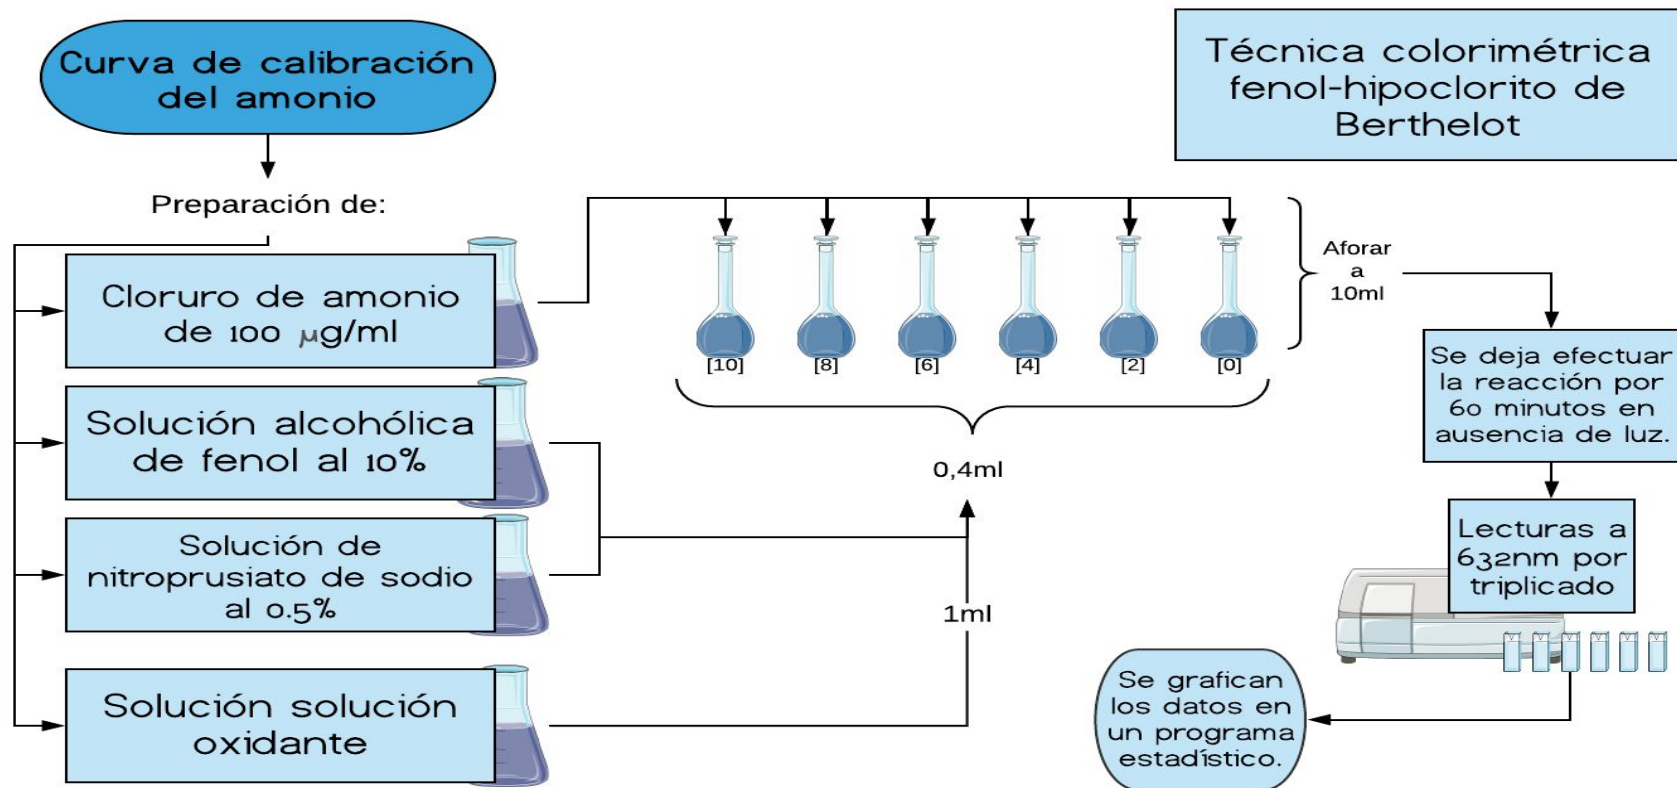 Curva de calibración
del amonio
Técnica colorimétrica
fenol-hipoclorito de
Berthelot
Preparación de:
Cloruro de amonio
de 100 µg/ml
Solución alcohólica
de fenol al 10%
Solución de
nitroprusiato de sodio
al 0.5%
Solución solución
oxidante
[10] [8] [6] [4] [2] [0]
0,4ml
1ml
Aforar
a
10ml
Se deja efectuar
la reacción por
60 minutos en
ausencia de luz.
Lecturas a
632nm por
triplicado
Se grafican
los datos en
un programa
estadístico.